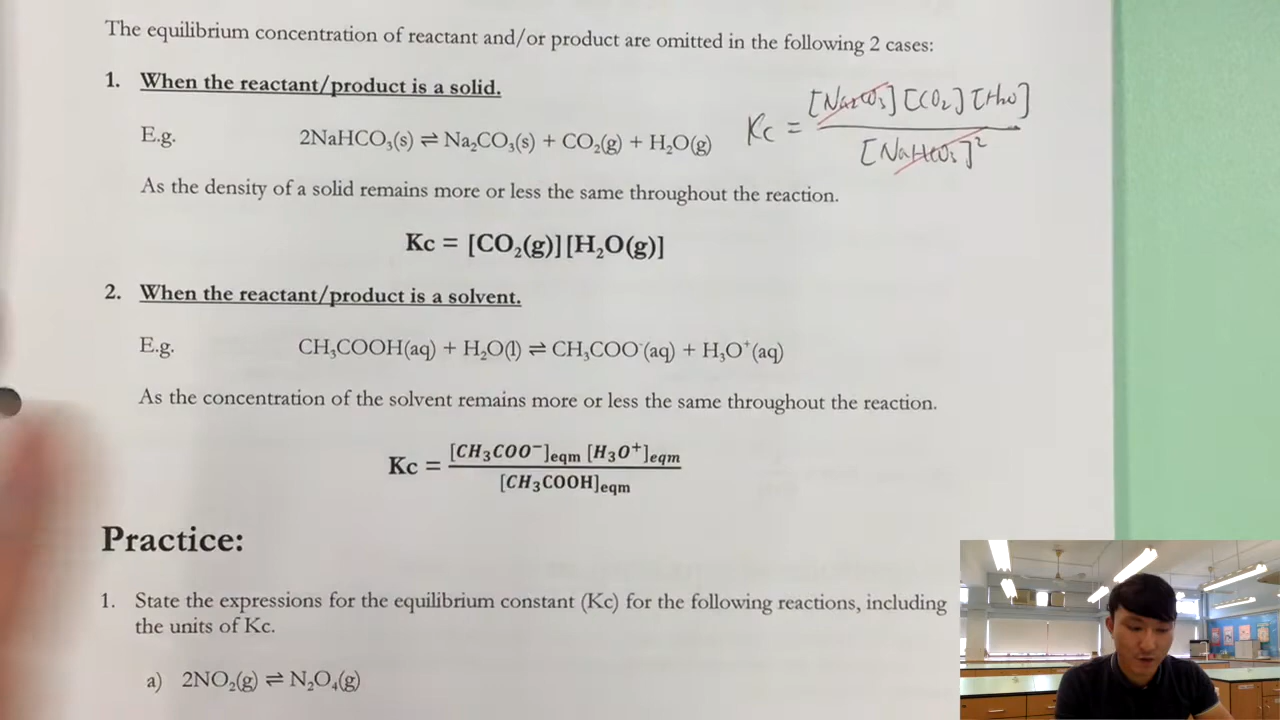 The equilibrium concentration of reactant and/or product are omitted in the following 2 cases:
1. When the reactant/product is a solid.
E.g. 2NaHCO₃(s) ⇌ Na₂CO₃(s) + CO₂(g) + H₂O(g)
Kc = [Na₂CO₃][CO₂][H₂O] / [NaHCO₃]²
As the density of a solid remains more or less the same throughout the reaction.
Kc = [CO₂(g)][H₂O(g)]
2. When the reactant/product is a solvent.
E.g. CH₃COOH(aq) + H₂O(l) ⇌ CH₃COO⁻(aq) + H₃O⁺(aq)
As the concentration of the solvent remains more or less the same throughout the reaction.
Kc = [CH₃COO⁻]eqm [H₃O⁺]eqm / [CH₃COOH]eqm
Practice:
1. State the expressions for the equilibrium constant (Kc) for the following reactions, including
the units of Kc.
a) 2NO₂(g) ⇌ N₂O₄(g)